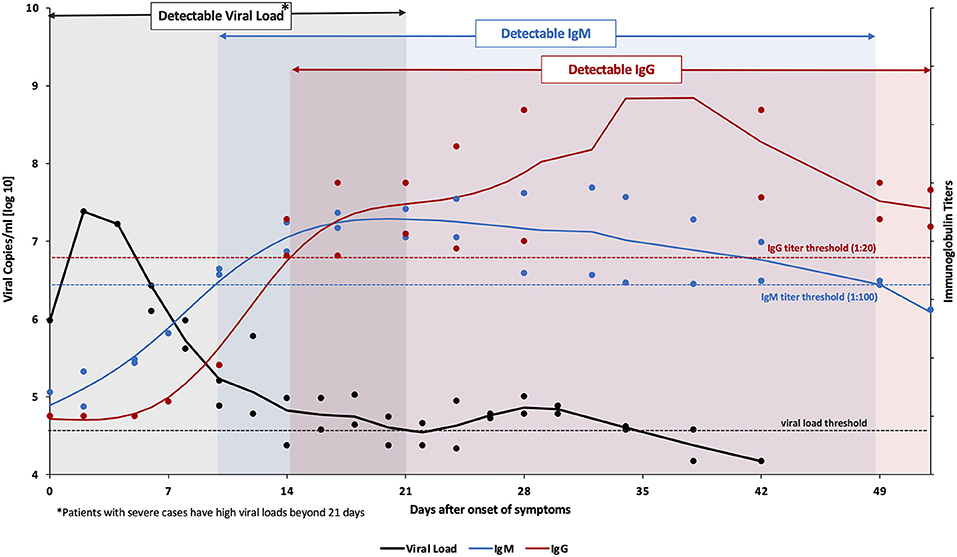 Detectable Viral Load*
Detectable IgM
Detectable IgG
10
9
8
7
6
5
4
Viral Copies/ml [log 10]
Immunoglobulin Titers
IgG titer threshold (1:20)
IgM titer threshold (1:100)
viral load threshold
0 7 14 21 28 35 42 49
*Patients with severe cases have high viral loads beyond 21 days
Days after onset of symptoms
Viral Load IgM IgG